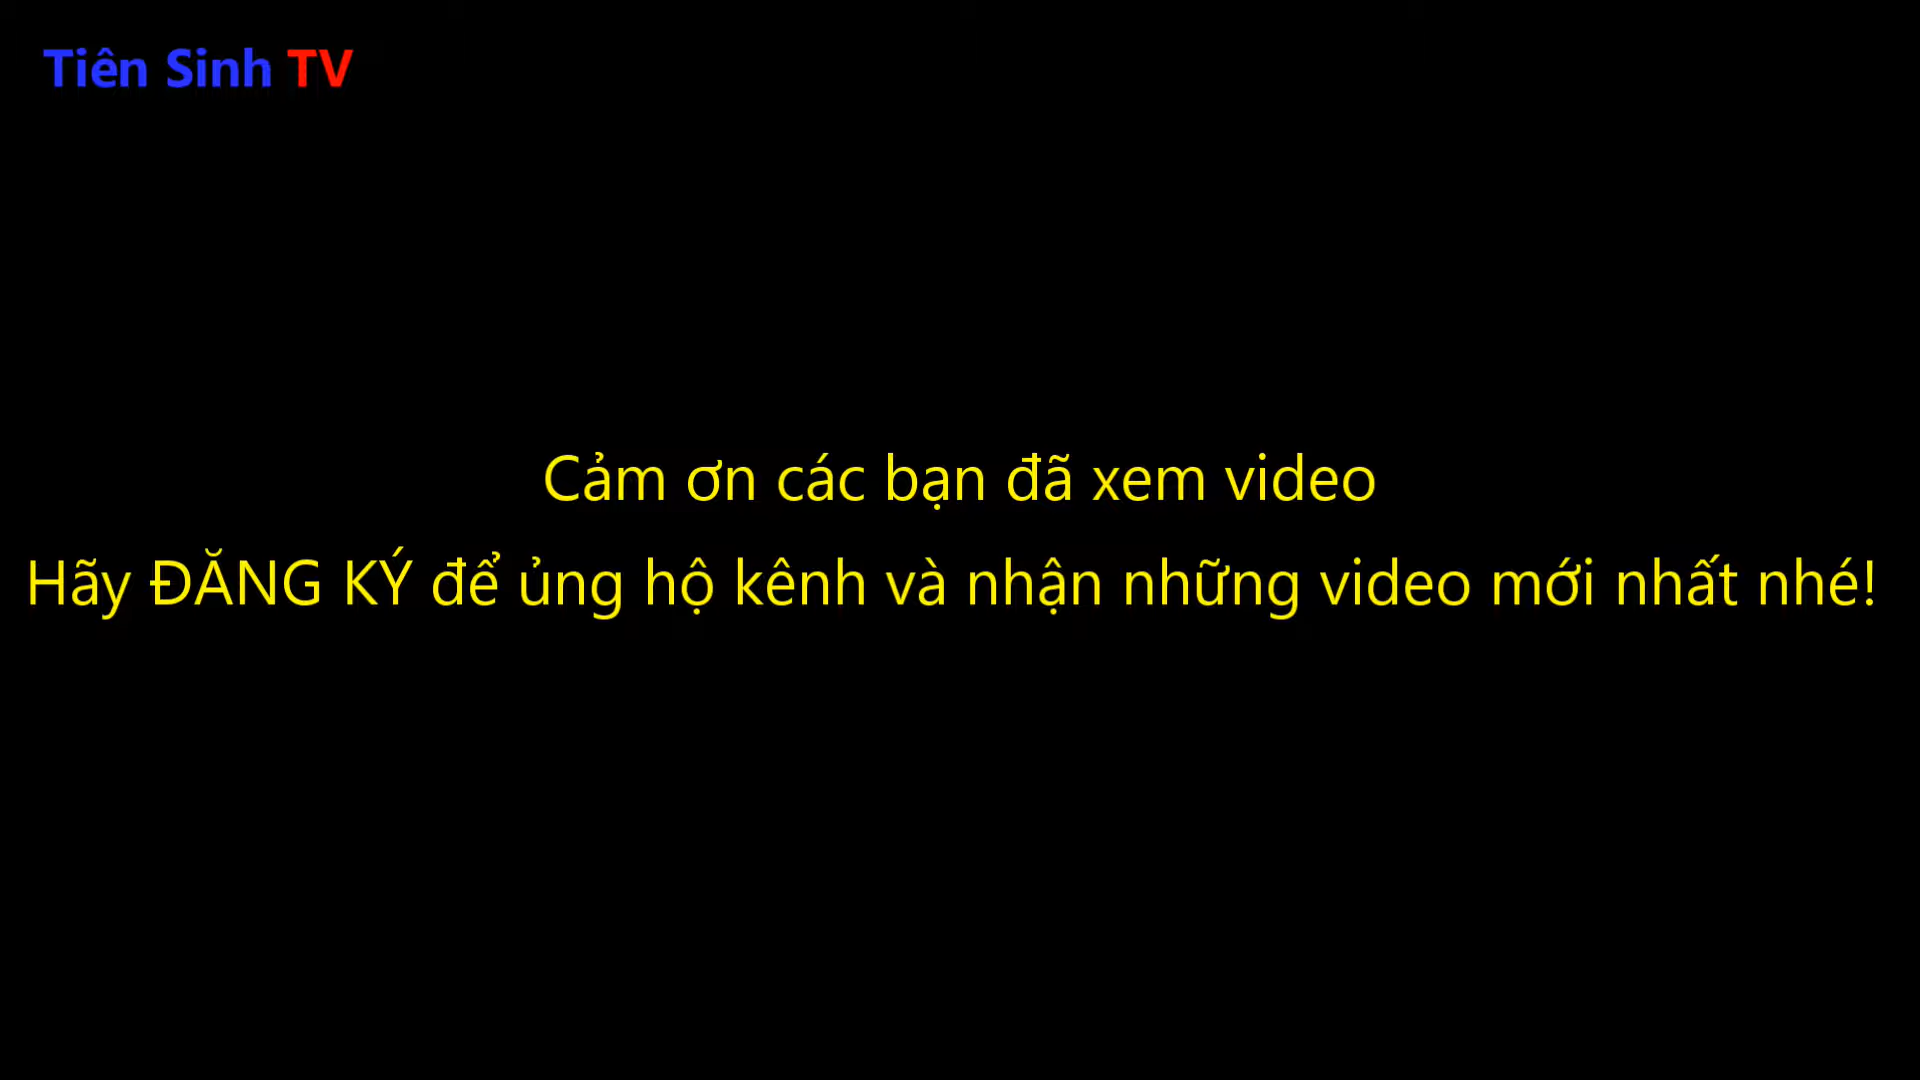 Tiên Sinh TV
Cảm ơn các bạn đã xem video
Hãy ĐĂNG KÝ để ủng hộ kênh và nhận những video mới nhất nhé!